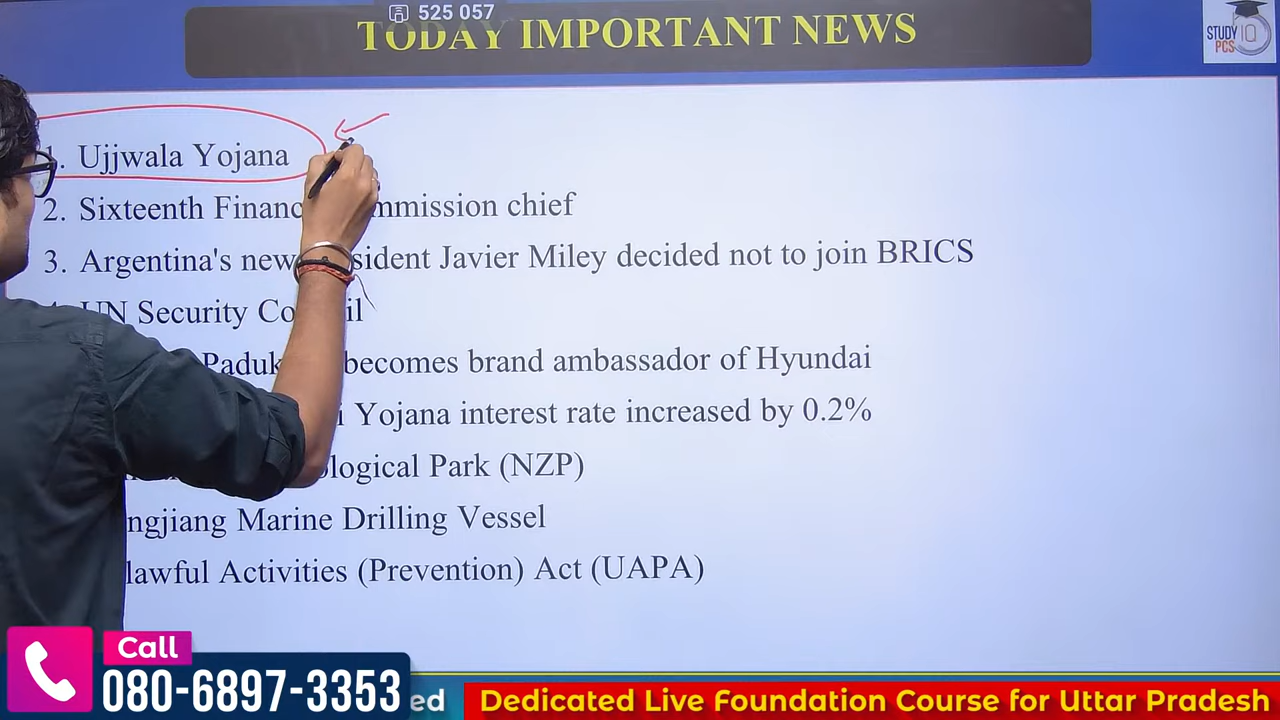 525 057
TODAY IMPORTANT NEWS
STUDY IQ
PCS
1. Ujjwala Yojana
2. Sixteenth Financ mmission chief
3. Argentina's new sident Javier Miley decided not to join BRICS
UN Security Co il
Paduk becomes brand ambassador of Hyundai
i Yojana interest rate increased by 0.2%
ological Park (NZP)
ngjiang Marine Drilling Vessel
lawful Activities (Prevention) Act (UAPA)
Call
080-6897-3353
ed Dedicated Live Foundation Course for Uttar Pradesh